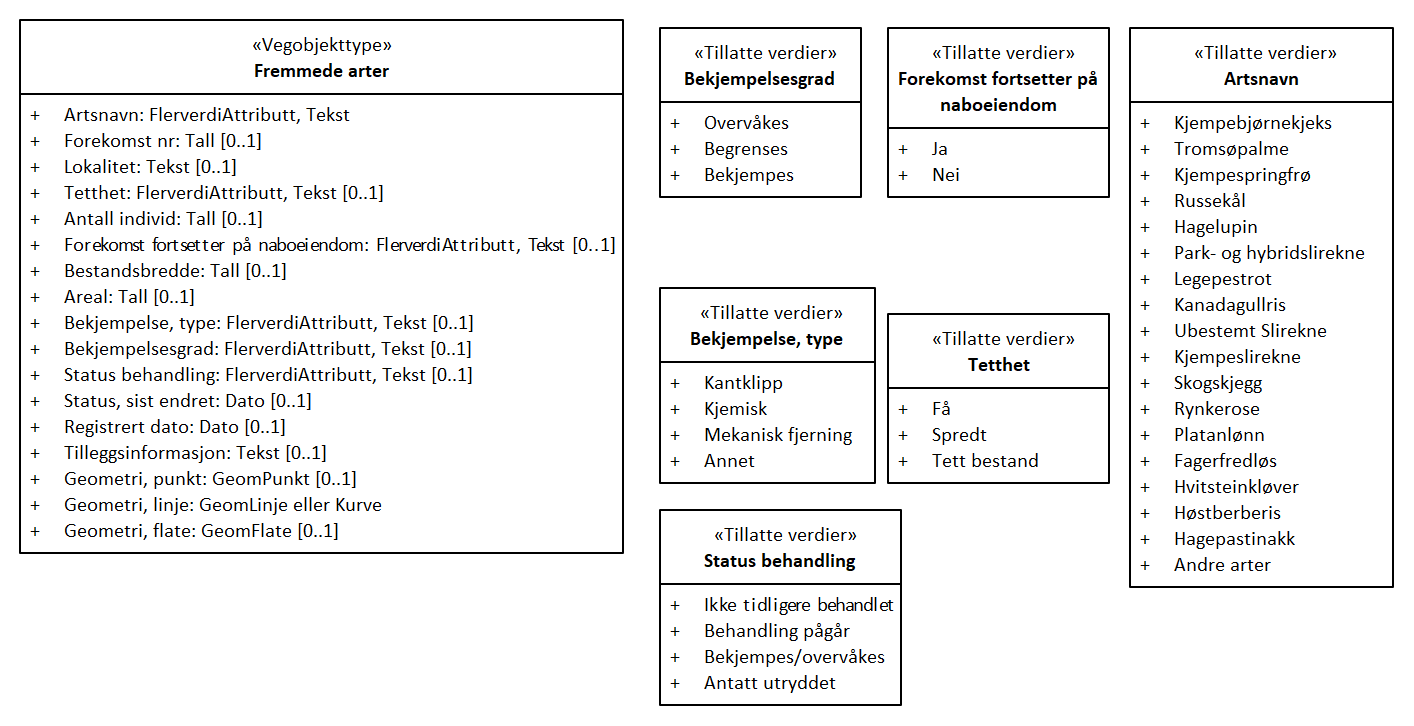 «Vegobjekttype»
Fremmede arter
+ Artsnavn: FlerverdiAttributt, Tekst
+ Forekomst nr: Tall [0..1]
+ Lokalitet: Tekst [0..1]
+ Tetthet: FlerverdiAttributt, Tekst [0..1]
+ Antall individ: Tall [0..1]
+ Forekomst fortsetter på naboeiendom: FlerverdiAttributt, Tekst [0..1]
+ Bestandsbredde: Tall [0..1]
+ Areal: Tall [0..1]
+ Bekjempelse, type: FlerverdiAttributt, Tekst [0..1]
+ Bekjempelsesgrad: FlerverdiAttributt, Tekst [0..1]
+ Status behandling: FlerverdiAttributt, Tekst [0..1]
+ Status, sist endret: Dato [0..1]
+ Registrert dato: Dato [0..1]
+ Tilleggsinformasjon: Tekst [0..1]
+ Geometri, punkt: GeomPunkt [0..1]
+ Geometri, linje: GeomLinje eller Kurve
+ Geometri, flate: GeomFlate [0..1]
«Tillatte verdier»
Bekjempelsesgrad
+ Overvåkes
+ Begrenses
+ Bekjempes
«Tillatte verdier»
Forekomst fortsetter på
naboeiendom
+ Ja
+ Nei
«Tillatte verdier»
Bekjempelse, type
+ Kantklipp
+ Kjemisk
+ Mekanisk fjerning
+ Annet
«Tillatte verdier»
Tetthet
+ Få
+ Spredt
+ Tett bestand
«Tillatte verdier»
Status behandling
+ Ikke tidligere behandlet
+ Behandling pågår
+ Bekjempes/overvåkes
+ Antatt utryddet
«Tillatte verdier»
Artsnavn
+ Kjempebjørnekjeks
+ Tromsøpalme
+ Kjempespringfrø
+ Russekål
+ Hagelupin
+ Park- og hybridslirekne
+ Legepestrot
+ Kanadagullris
+ Ubestemt Slirekne
+ Kjempeslirekne
+ Skogskjegg
+ Rynkerose
+ Platanlønn
+ Fagerfredløs
+ Hvitsteinkløver
+ Høstberberis
+ Hagepastinakk
+ Andre arter